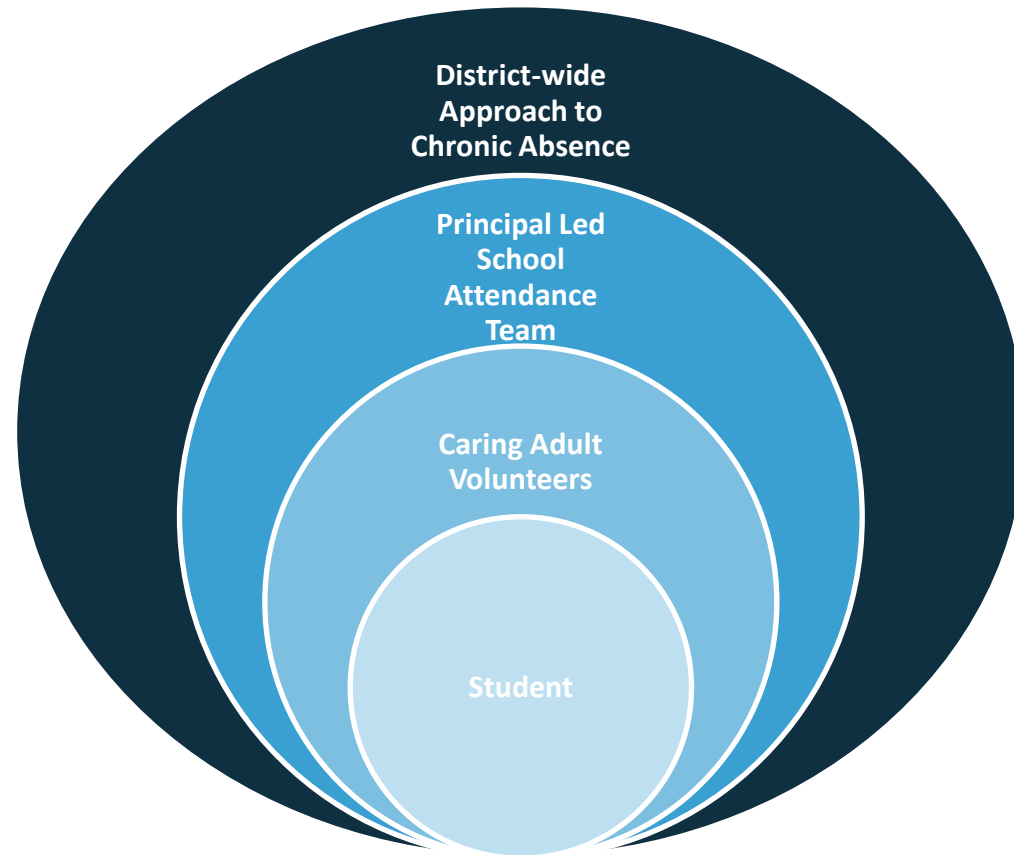 District-wide
Approach to
Chronic Absence
Principal Led
School
Attendance
Team
Caring Adult
Volunteers
Student